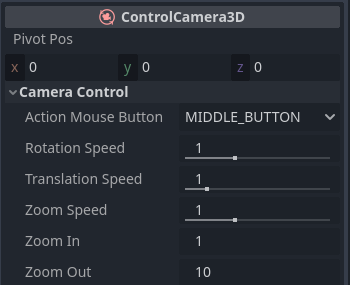 ControlCamera3D
Pivot Pos
x 0 y 0 z 0
Camera Control
Action Mouse Button MIDDLE_BUTTON
Rotation Speed 1
Translation Speed 1
Zoom Speed 1
Zoom In 1
Zoom Out 10